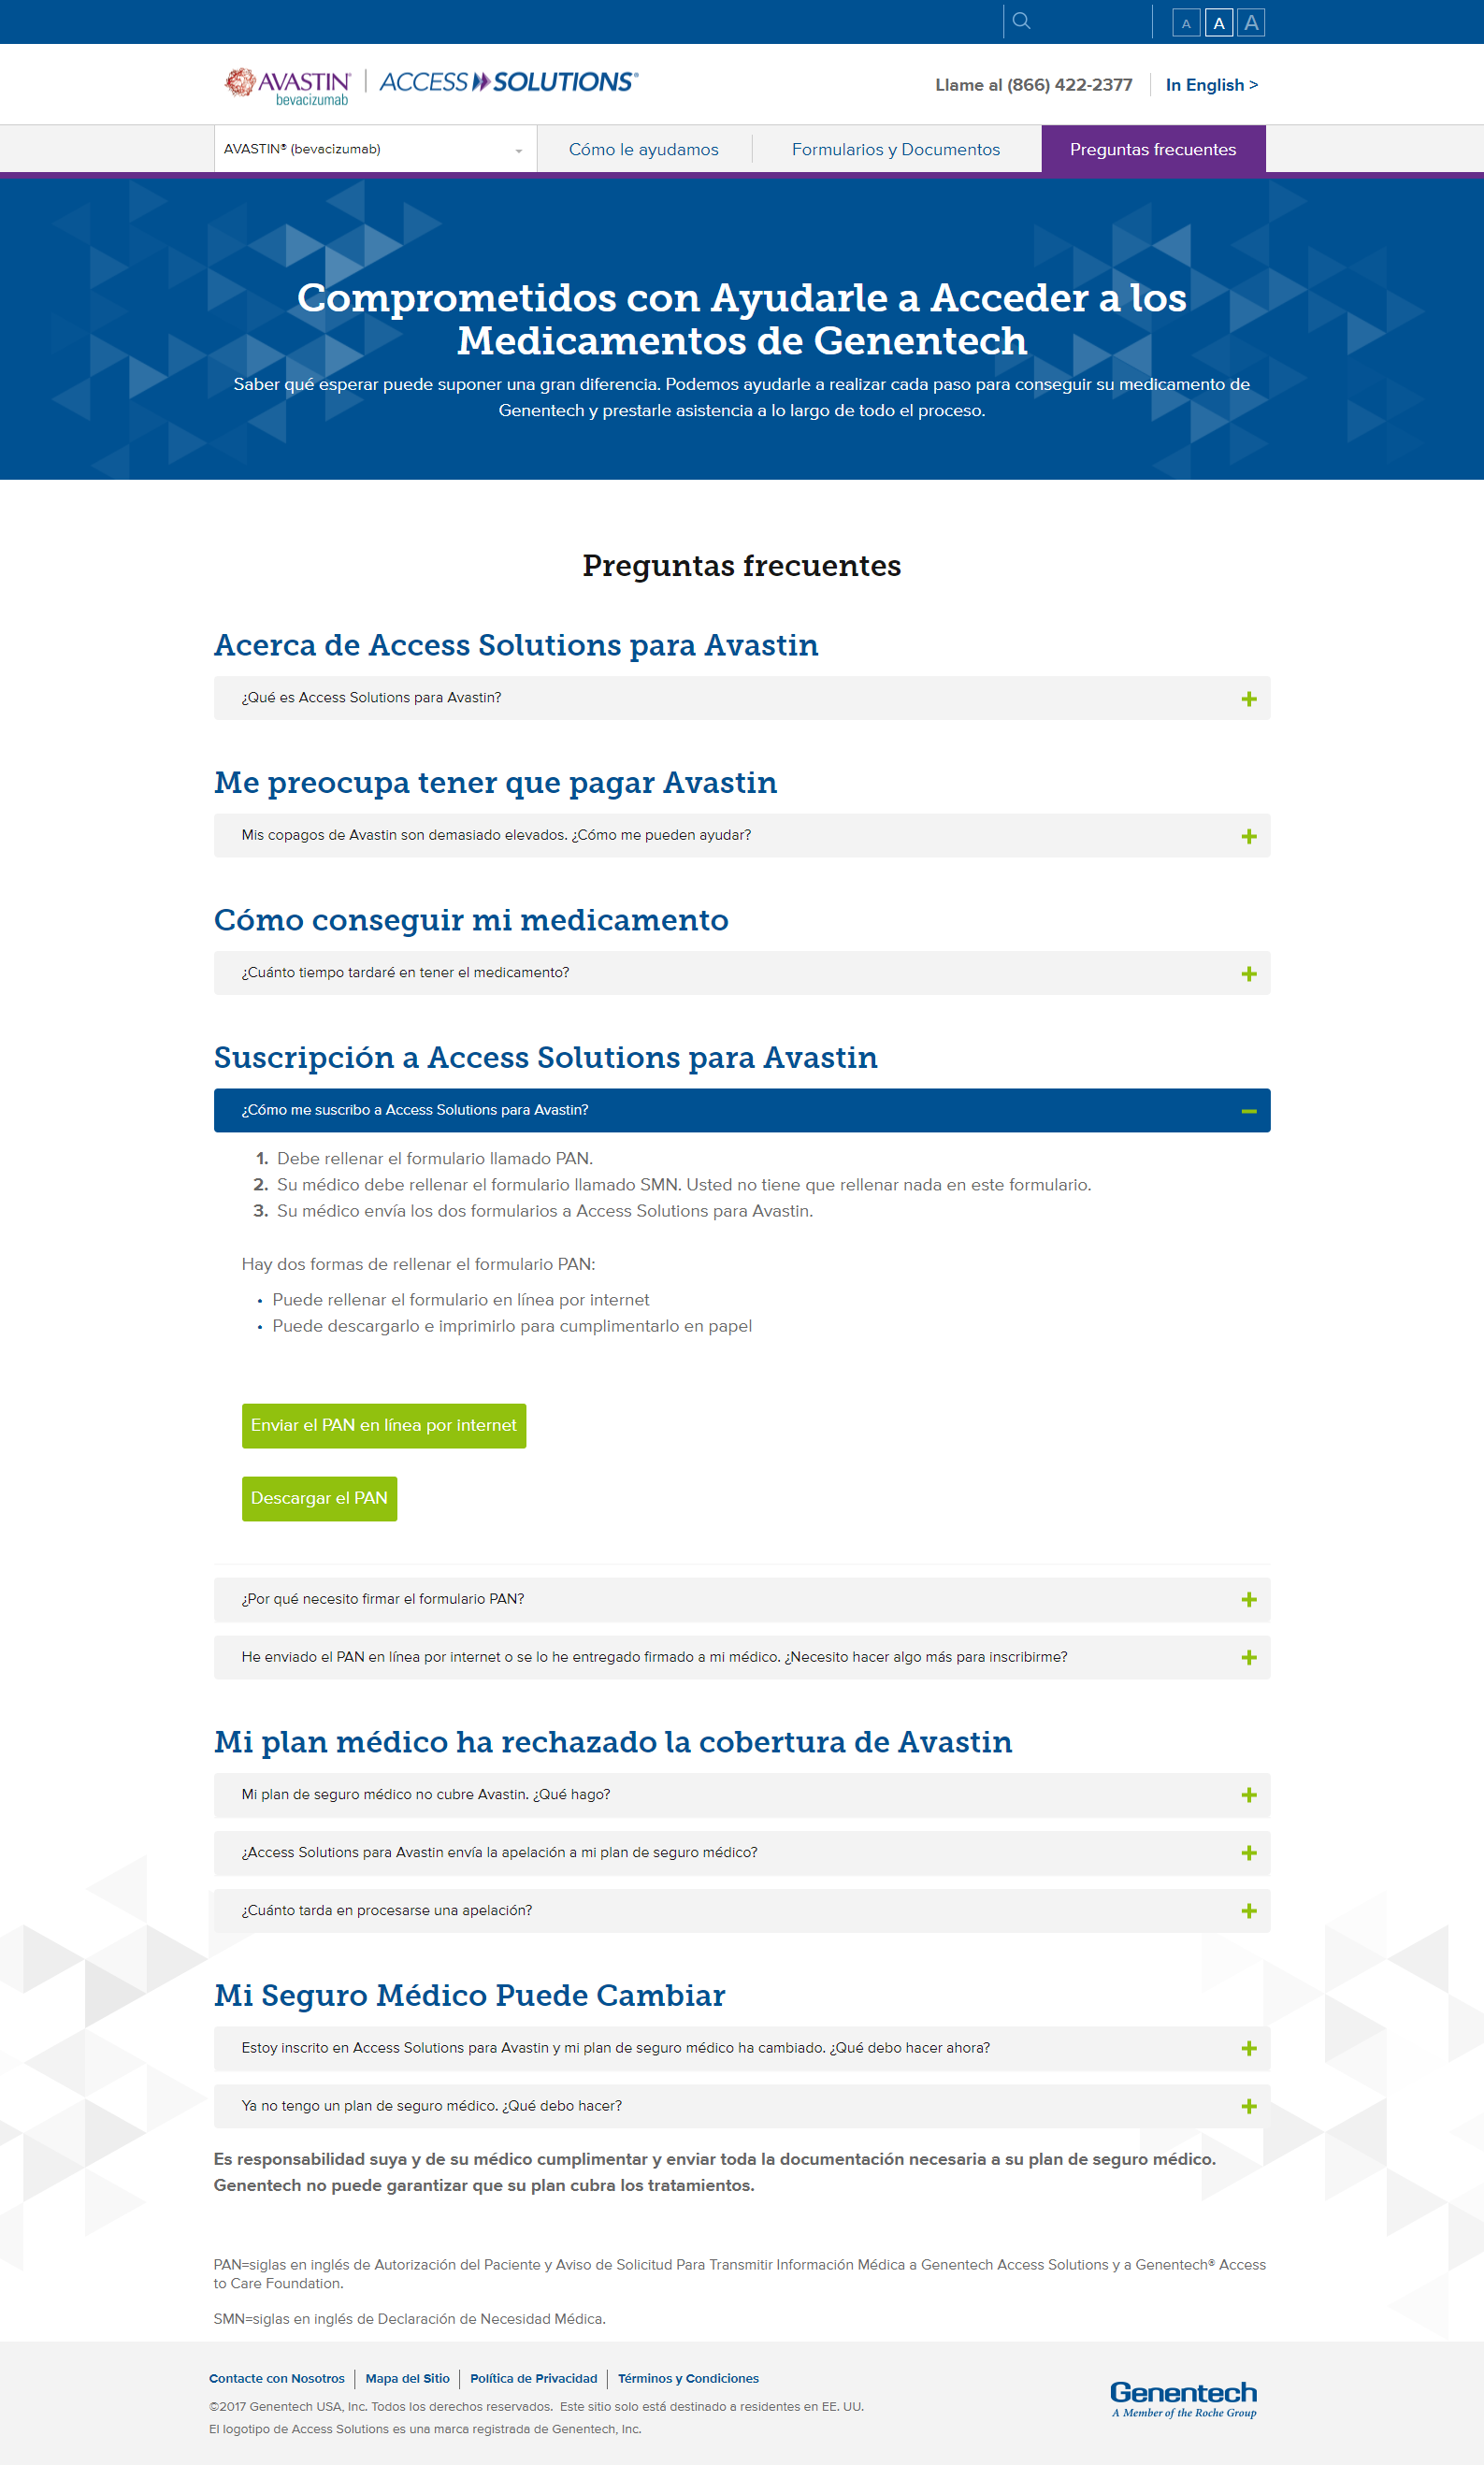 A A A
AVASTIN®
bevacizumab
ACCESS SOLUTIONS®
Llame al (866) 422-2377
In English >
AVASTIN® (bevacizumab)
Cómo le ayudamos
Formularios y Documentos
Preguntas frecuentes
Comprometidos con Ayudarle a Acceder a los
Medicamentos de Genentech
Saber qué esperar puede suponer una gran diferencia. Podemos ayudarle a realizar cada paso para conseguir su medicamento de
Genentech y prestarle asistencia a lo largo de todo el proceso.
Preguntas frecuentes
Acerca de Access Solutions para Avastin
¿Qué es Access Solutions para Avastin?
Me preocupa tener que pagar Avastin
Mis copagos de Avastin son demasiado elevados. ¿Cómo me pueden ayudar?
Cómo conseguir mi medicamento
¿Cuánto tiempo tardaré en tener el medicamento?
Suscripción a Access Solutions para Avastin
¿Cómo me suscribo a Access Solutions para Avastin?
1. Debe rellenar el formulario llamado PAN.
2. Su médico debe rellenar el formulario llamado SMN. Usted no tiene que rellenar nada en este formulario.
3. Su médico envía los dos formularios a Access Solutions para Avastin.
Hay dos formas de rellenar el formulario PAN:
• Puede rellenar el formulario en línea por internet
• Puede descargarlo e imprimirlo para cumplimentarlo en papel
Enviar el PAN en línea por internet
Descargar el PAN
¿Por qué necesito firmar el formulario PAN?
He enviado el PAN en línea por internet o se lo he entregado firmado a mi médico. ¿Necesito hacer algo más para inscribirme?
Mi plan médico ha rechazado la cobertura de Avastin
Mi plan de seguro médico no cubre Avastin. ¿Qué hago?
¿Access Solutions para Avastin envía la apelación a mi plan de seguro médico?
¿Cuánto tarda en procesarse una apelación?
Mi Seguro Médico Puede Cambiar
Estoy inscrito en Access Solutions para Avastin y mi plan de seguro médico ha cambiado. ¿Qué debo hacer ahora?
Ya no tengo un plan de seguro médico. ¿Qué debo hacer?
Es responsabilidad suya y de su médico cumplimentar y enviar toda la documentación necesaria a su plan de seguro médico.
Genentech no puede garantizar que su plan cubra los tratamientos.
PAN=siglas en inglés de Autorización del Paciente y Aviso de Solicitud Para Transmitir Información Médica a Genentech Access Solutions y a Genentech® Access
to Care Foundation.
SMN=siglas en inglés de Declaración de Necesidad Médica.
Contacte con Nosotros | Mapa del Sitio | Política de Privacidad | Términos y Condiciones
©2017 Genentech USA, Inc. Todos los derechos reservados. Este sitio solo está destinado a residentes en EE. UU.
El logotipo de Access Solutions es una marca registrada de Genentech, Inc.
Genentech
A Member of the Roche Group